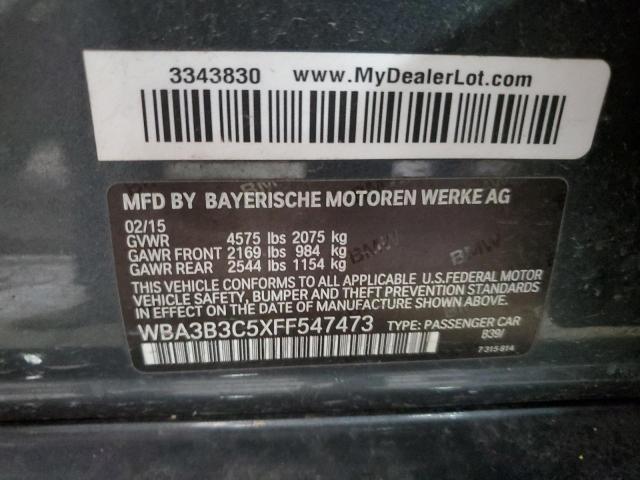 3343830 www.MyDealerLot.com
MFD BY BAYERISCHE MOTOREN WERKE AG
02/15
GVWR 4575 lbs 2075 kg
GAWR FRONT 2169 lbs 984 kg
GAWR REAR 2544 lbs 1154 kg
THIS VEHICLE CONFORMS TO ALL APPLICABLE U.S.FEDERAL MOTOR
VEHICLE SAFETY, BUMPER, AND THEFT PREVENTION STANDARDS
IN EFFECT ON THE DATE OF MANUFACTURE SHOWN ABOVE.
WBA3B3C5XFF547473 TYPE: PASSENGER CAR
B39/
7 315 814